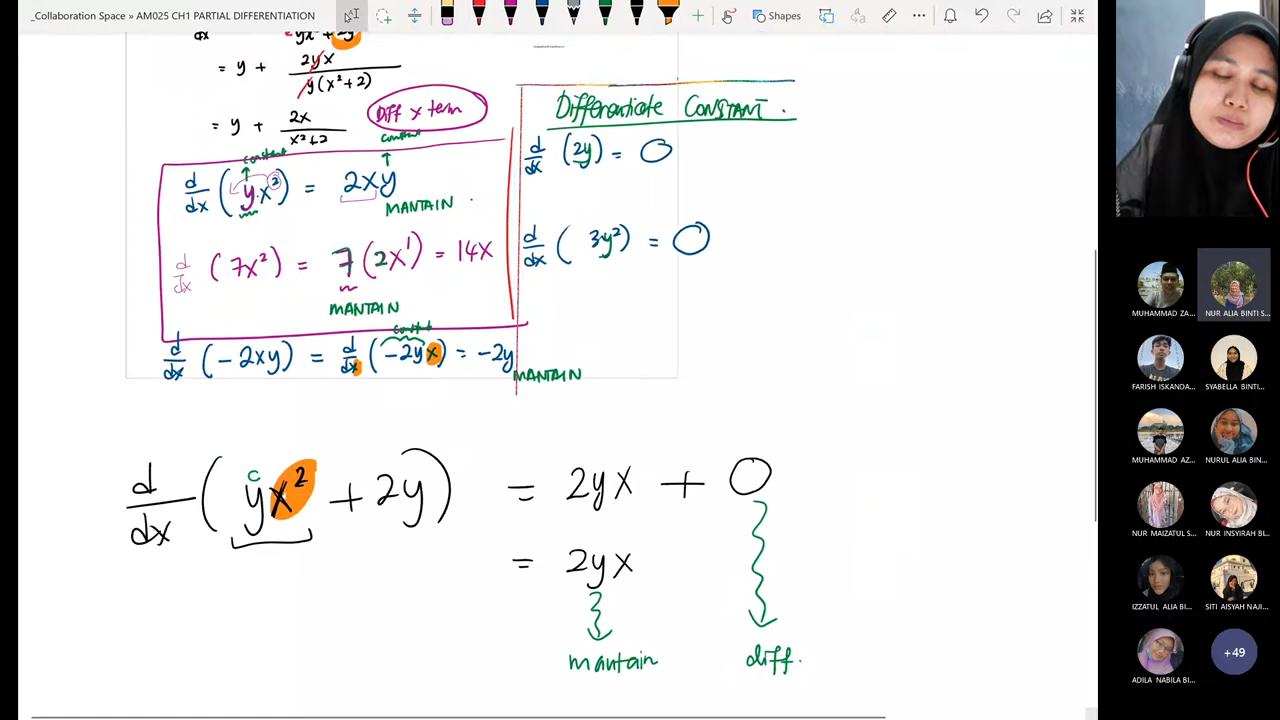 _Collaboration Space » AM025 CH1 PARTIAL DIFFERENTIATION
Shapes
dx
= y + 2yx / y(x² + 2)
= y + 2x / x² + 2
Diff x term
constant
constant
d/dx (y·x²) = 2xy
MANTAIN
d/dx (7x²) = 7(2x¹) = 14x
MANTAIN
constant
d/dx (-2xy) = d/dx (-2yx) = -2y
MANTAIN
Differentiate CONSTANT.
d/dx (2y) = 0
d/dx (3y²) = 0
c
d/dx (yx² + 2y) = 2yx + 0
= 2yx
mantain
diff.
MUHAMMAD ZA...
NUR ALIA BINTI S...
FARISH ISKANDA...
SYABELLA BINTI...
MUHAMMAD AZ...
NURUL ALIA BIN...
NUR MAIZATUL S...
NUR INSYIRAH BI...
IZZATUL ALIA BI...
SITI AISYAH NAJI...
ADILA NABILA BI...
+49